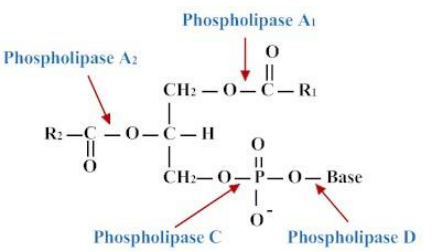 Phospholipase A₁
Phospholipase A₂
O
CH₂ — O — C — R₁
R₂ — C — O — C — H
O
O
CH₂ — O — P — O — Base
O⁻
Phospholipase C
Phospholipase D